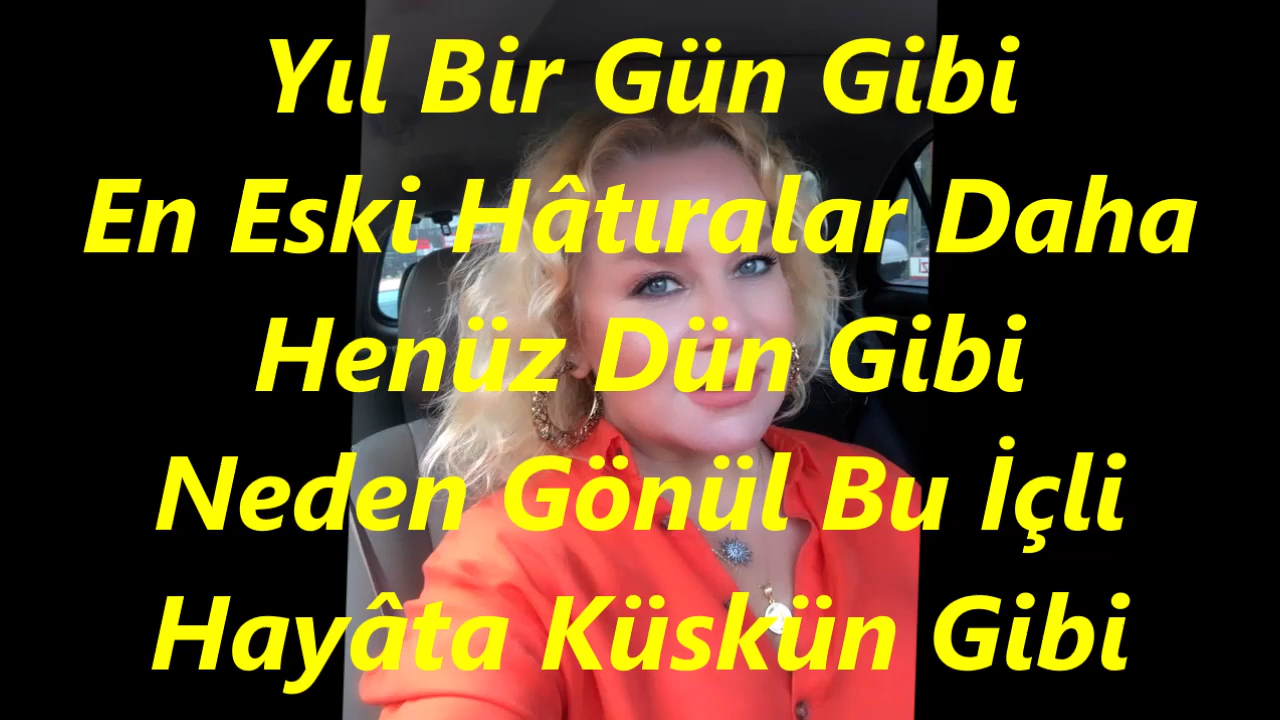 Yıl Bir Gün Gibi
En Eski Hâtıralar Daha
Henüz Dün Gibi
Neden Gönül Bu İçli
Hayâta Küskün Gibi